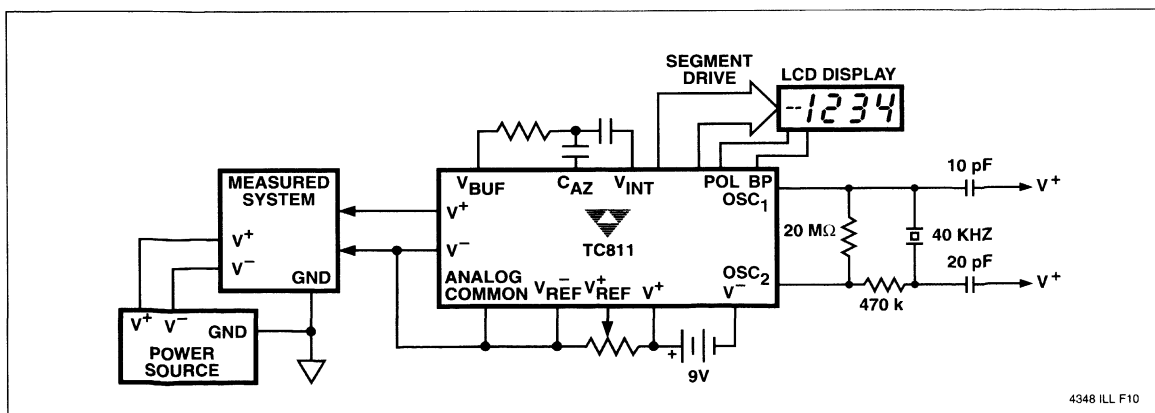 SEGMENT
DRIVE
LCD DISPLAY
--1234
MEASURED
SYSTEM
V+
V−
GND
V+
V−
GND
POWER
SOURCE
VBUF
CAZ
VINT
POL BP
OSC1
V+
V−
TC811
ANALOG
COMMON
V−REF
V+REF
V+
V−
OSC2
+
9V
20 MΩ
470 k
40 KHZ
10 pF
V+
20 pF
V+
4348 ILL F10